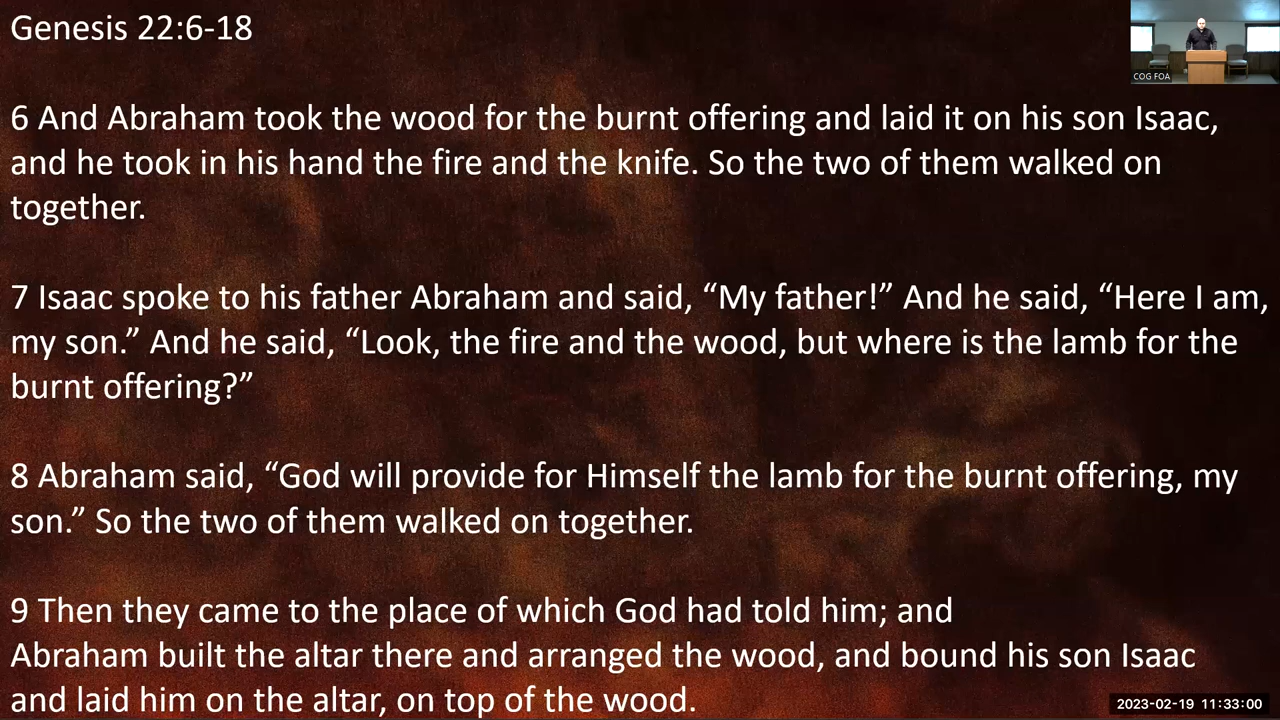 Genesis 22:6-18
COG FOA
6 And Abraham took the wood for the burnt offering and laid it on his son Isaac,
and he took in his hand the fire and the knife. So the two of them walked on
together.
7 Isaac spoke to his father Abraham and said, “My father!” And he said, “Here I am,
my son.” And he said, “Look, the fire and the wood, but where is the lamb for the
burnt offering?”
8 Abraham said, “God will provide for Himself the lamb for the burnt offering, my
son.” So the two of them walked on together.
9 Then they came to the place of which God had told him; and
Abraham built the altar there and arranged the wood, and bound his son Isaac
and laid him on the altar, on top of the wood.
2023-02-19 11:33:00